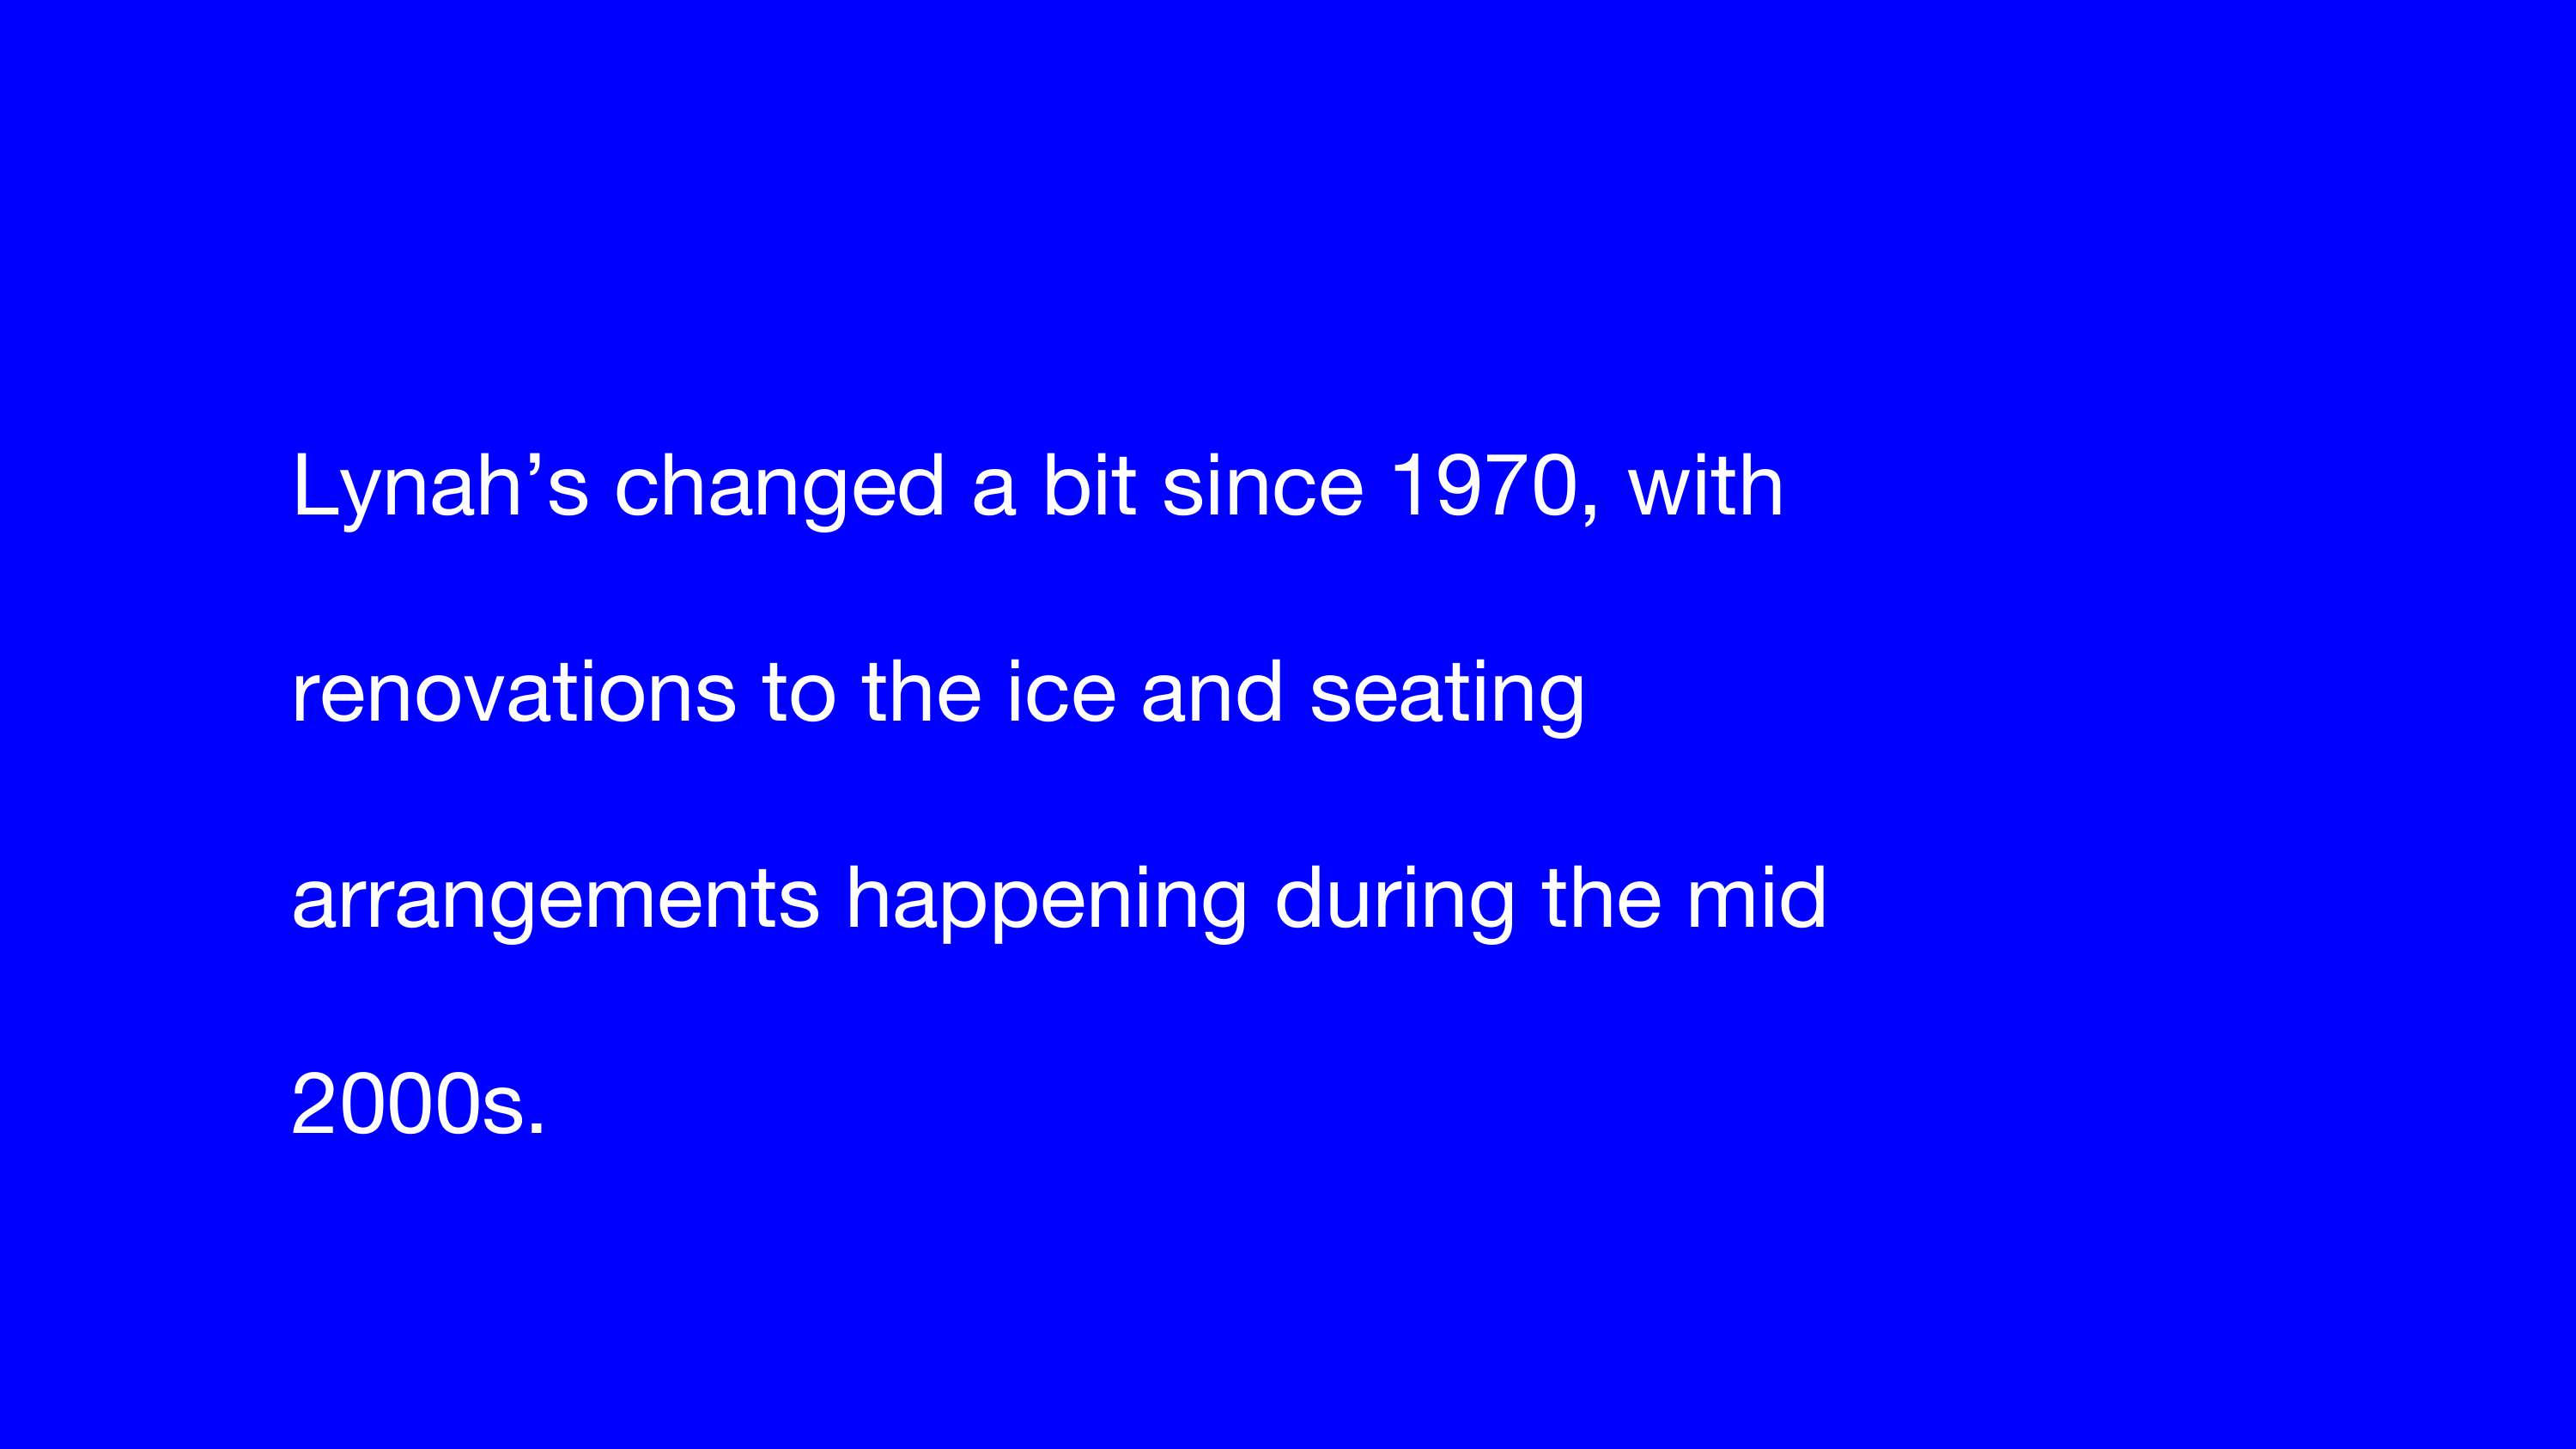 Lynah’s changed a bit since 1970, with
renovations to the ice and seating
arrangements happening during the mid
2000s.